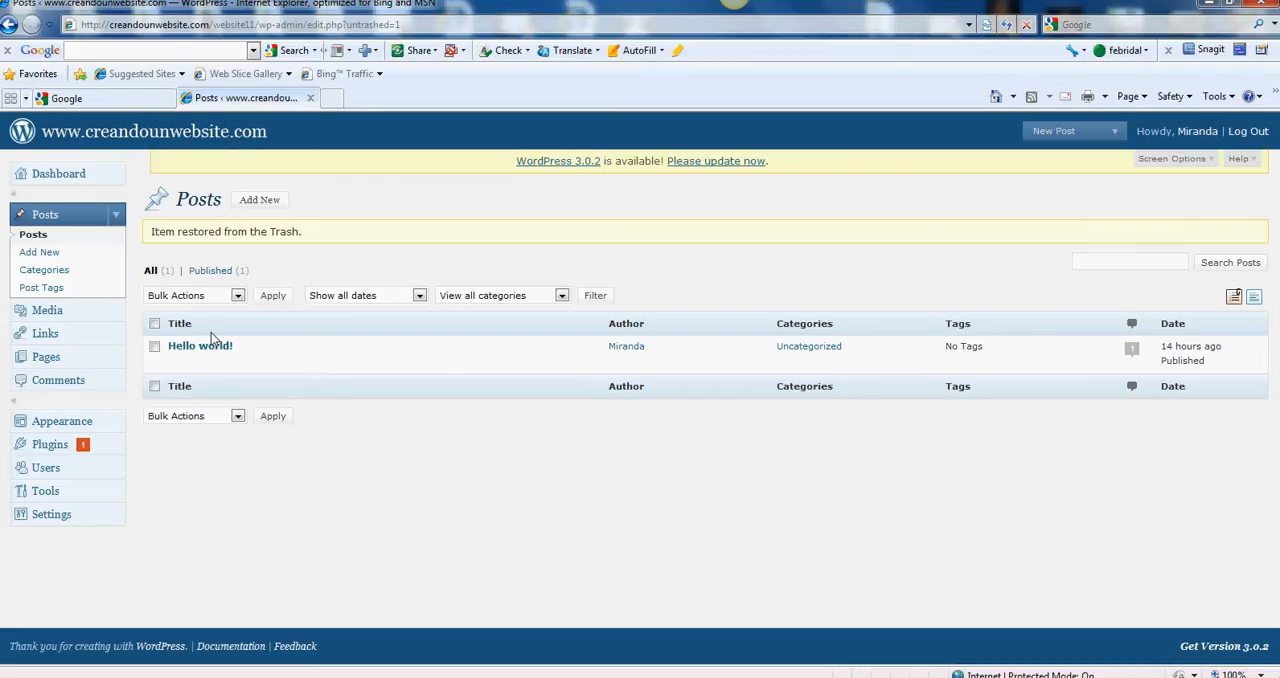 Posts ‹ www.creandounwebsite.com — WordPress - Internet Explorer, optimized for Bing and MSN
http://creandounwebsite.com/website11/wp-admin/edit.php?untrashed=1
Google
Google
Search
Share
Check
Translate
AutoFill
febridal
Snagit
Favorites
Suggested Sites
Web Slice Gallery
Bing™ Traffic
Google
Posts ‹ www.creandou...
Page
Safety
Tools
www.creandounwebsite.com
New Post
Howdy, Miranda | Log Out
WordPress 3.0.2 is available! Please update now.
Screen Options
Help
Dashboard
Posts
Posts
Add New
Categories
Post Tags
Media
Links
Pages
Comments
Appearance
Plugins 1
Users
Tools
Settings
Posts
Add New
Item restored from the Trash.
All (1) | Published (1)
Search Posts
Bulk Actions
Apply
Show all dates
View all categories
Filter
Title Author Categories Tags Date
Hello world! Miranda Uncategorized No Tags 1 14 hours ago
Published
Title Author Categories Tags Date
Bulk Actions
Apply
Thank you for creating with WordPress. | Documentation | Feedback
Get Version 3.0.2
Internet | Protected Mode: On
100%